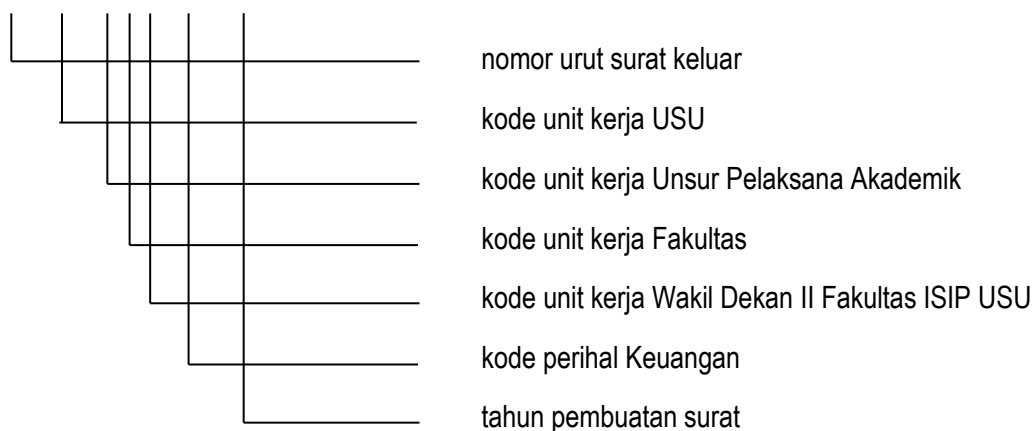 nomor urut surat keluar
kode unit kerja USU
kode unit kerja Unsur Pelaksana Akademik
kode unit kerja Fakultas
kode unit kerja Wakil Dekan II Fakultas ISIP USU
kode perihal Keuangan
tahun pembuatan surat